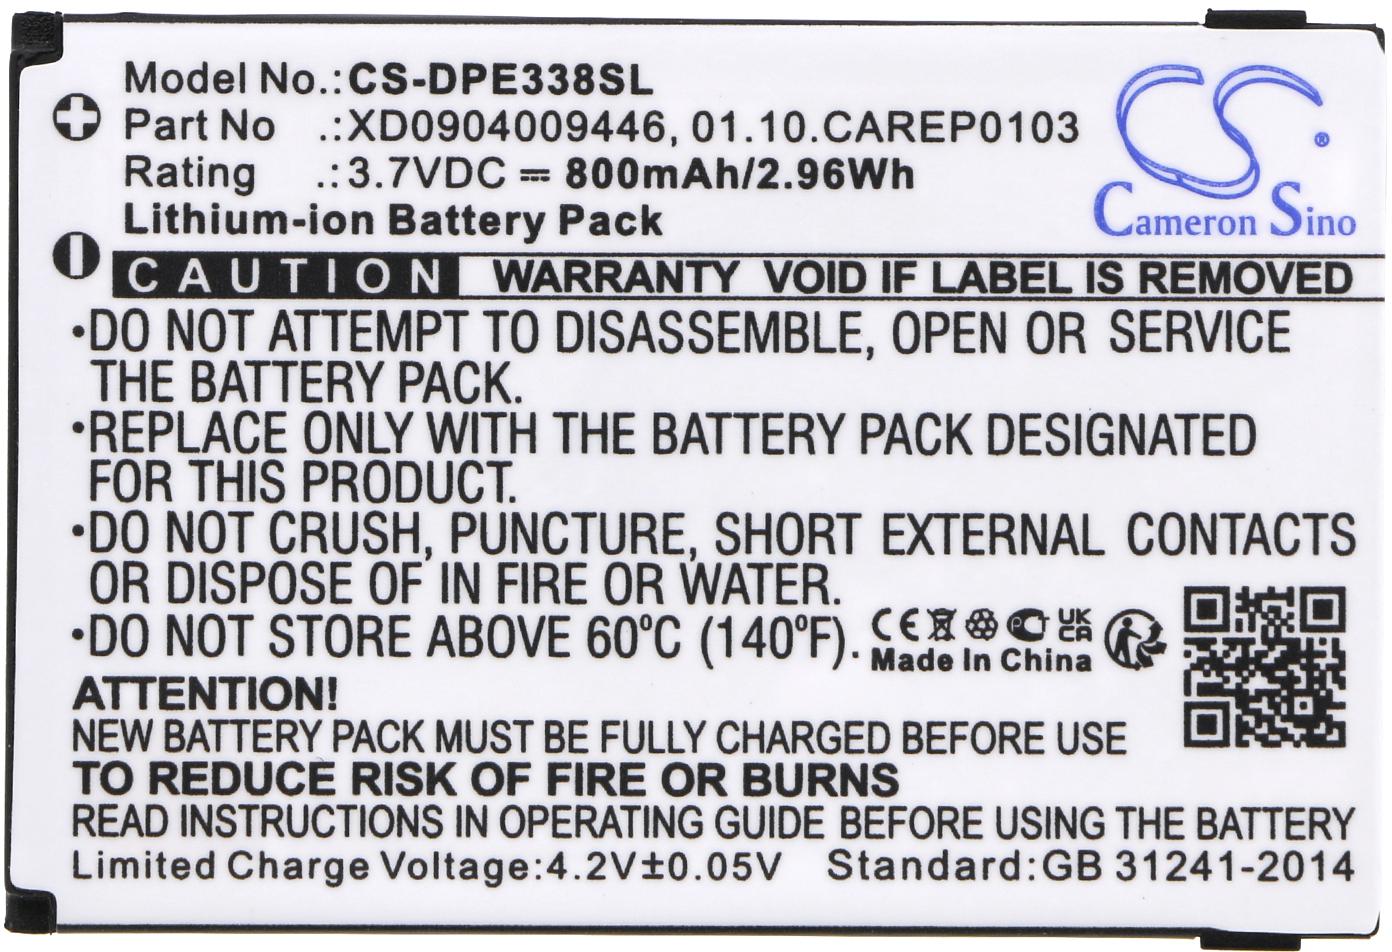 Model No.:CS-DPE338SL
Part No .:XD0904009446, 01.10.CAREP0103
Rating .:3.7VDC ⎓ 800mAh/2.96Wh
Lithium-ion Battery Pack
CS®
Cameron Sino
CAUTION WARRANTY VOID IF LABEL IS REMOVED
•DO NOT ATTEMPT TO DISASSEMBLE, OPEN OR SERVICE
THE BATTERY PACK.
•REPLACE ONLY WITH THE BATTERY PACK DESIGNATED
FOR THIS PRODUCT.
•DO NOT CRUSH, PUNCTURE, SHORT EXTERNAL CONTACTS
OR DISPOSE OF IN FIRE OR WATER.
•DO NOT STORE ABOVE 60ºC (140ºF).
CE PC UK CA
Made In China
ATTENTION!
NEW BATTERY PACK MUST BE FULLY CHARGED BEFORE USE
TO REDUCE RISK OF FIRE OR BURNS
READ INSTRUCTIONS IN OPERATING GUIDE BEFORE USING THE BATTERY
Limited Charge Voltage:4.2V±0.05V Standard:GB 31241-2014